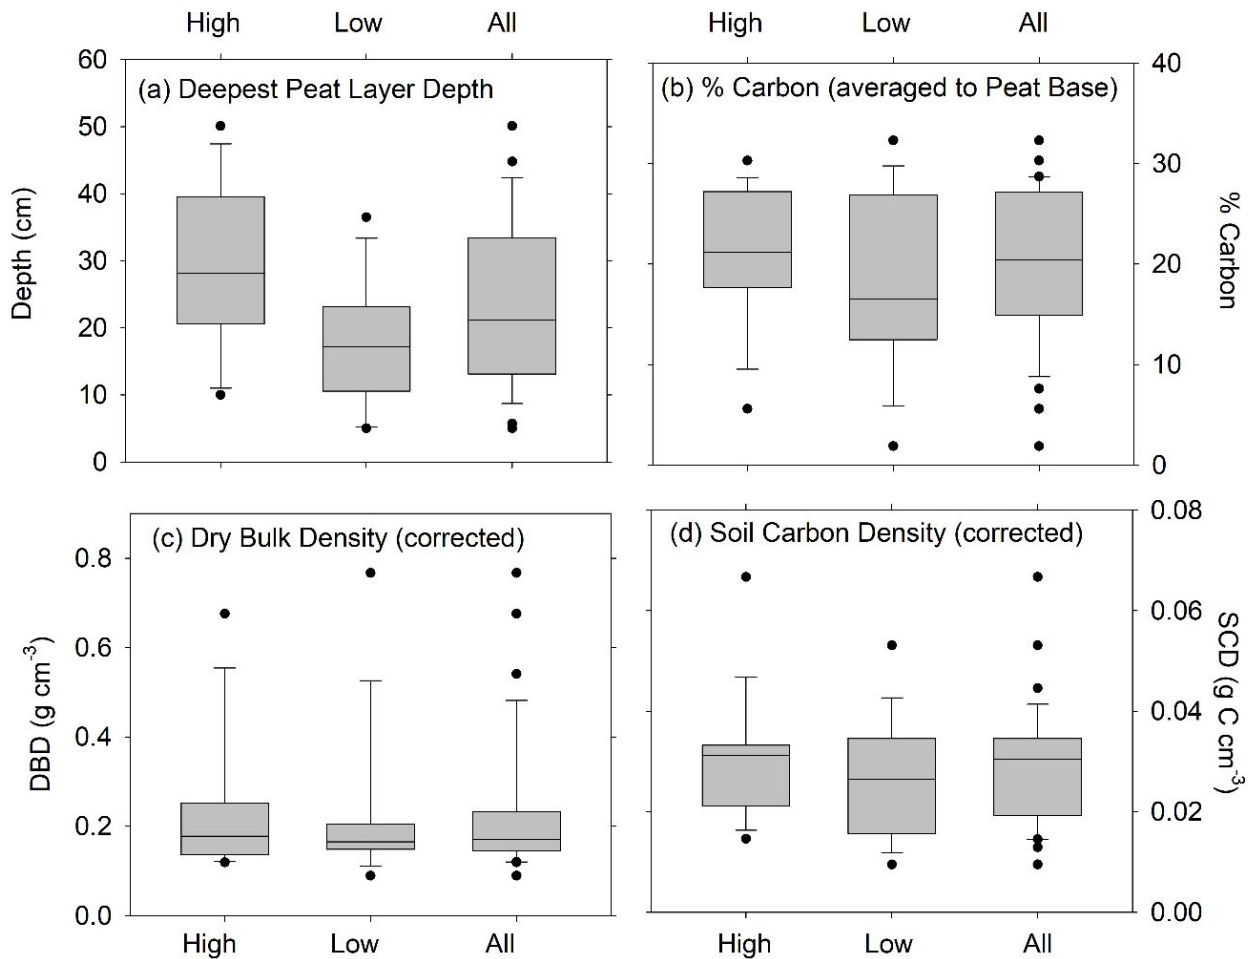 High Low All High Low All
60
50
40
30
20
10
0
Depth (cm)
(a) Deepest Peat Layer Depth
(b) % Carbon (averaged to Peat Base)
40
30
20
10
0
% Carbon
0.8
0.6
0.4
0.2
0.0
DBD (g cm-3)
(c) Dry Bulk Density (corrected)
(d) Soil Carbon Density (corrected)
0.08
0.06
0.04
0.02
0.00
SCD (g C cm-3)
High Low All High Low All